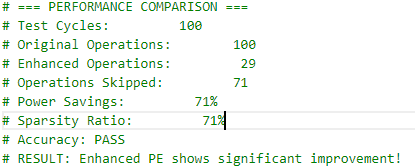 # === PERFORMANCE COMPARISON ===
# Test Cycles:         100
# Original Operations:         100
# Enhanced Operations:          29
# Operations Skipped:         71
# Power Savings:         71%
# Sparsity Ratio:         71%
# Accuracy: PASS
# RESULT: Enhanced PE shows significant improvement!